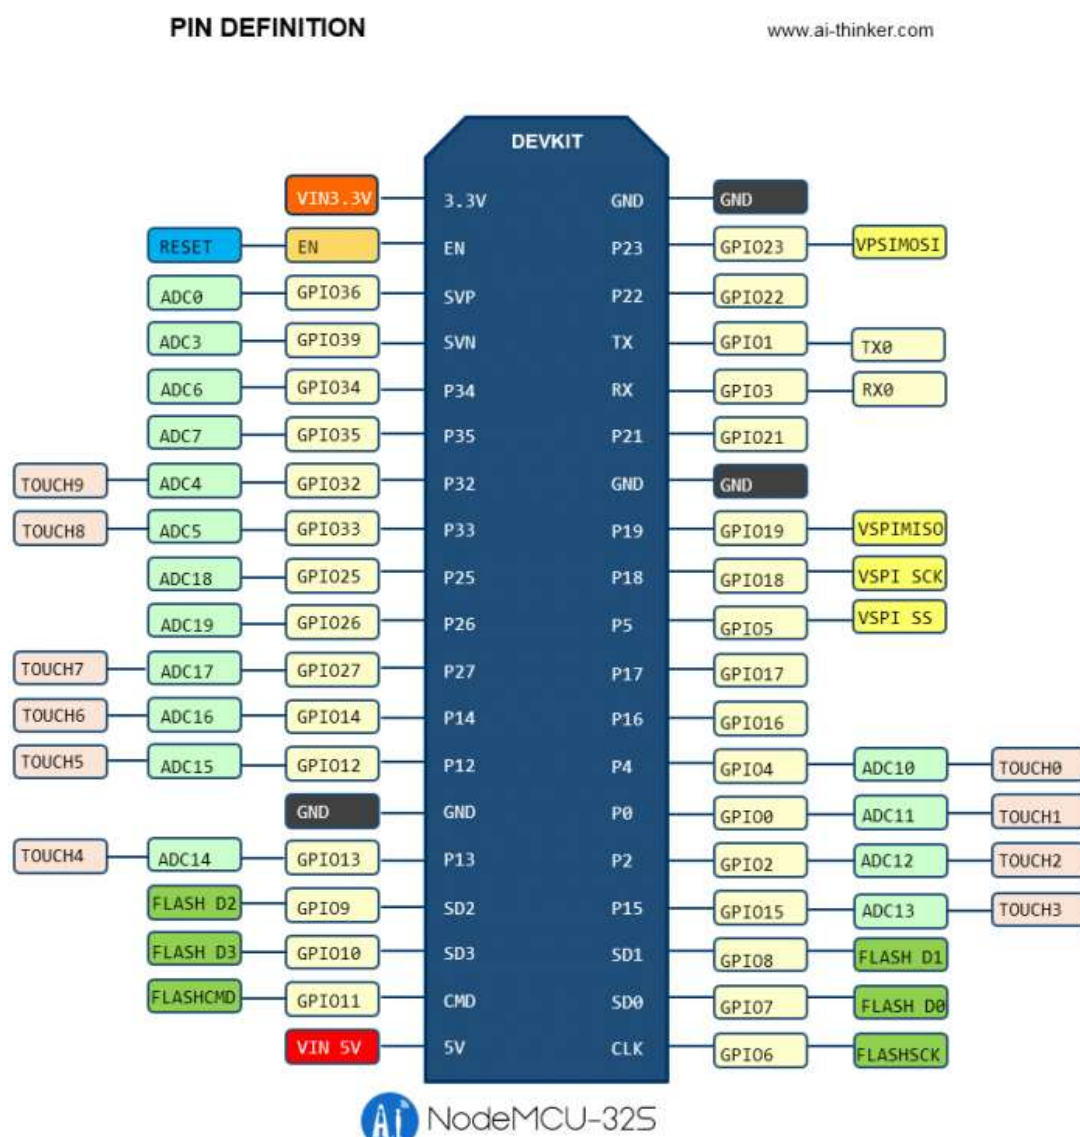 PIN DEFINITION www.ai-thinker.com
DEVKIT
VIN3.3V 3.3V GND GND
RESET EN EN P23 GPIO23 VPSIMOSI
ADC0 GPIO36 SVP P22 GPIO22
ADC3 GPIO39 SVN TX GPIO1 TX0
ADC6 GPIO34 P34 RX GPIO3 RX0
ADC7 GPIO35 P35 P21 GPIO21
TOUCH9 ADC4 GPIO32 P32 GND GND
TOUCH8 ADC5 GPIO33 P33 P19 GPIO19 VSPIMISO
ADC18 GPIO25 P25 P18 GPIO18 VSPI SCK
ADC19 GPIO26 P26 P5 GPIO5 VSPI SS
TOUCH7 ADC17 GPIO27 P27 P17 GPIO17
TOUCH6 ADC16 GPIO14 P14 P16 GPIO16
TOUCH5 ADC15 GPIO12 P12 P4 GPIO4 ADC10 TOUCH0
GND GND P0 GPIO0 ADC11 TOUCH1
TOUCH4 ADC14 GPIO13 P13 P2 GPIO2 ADC12 TOUCH2
FLASH D2 GPIO9 SD2 P15 GPIO15 ADC13 TOUCH3
FLASH D3 GPIO10 SD3 SD1 GPIO8 FLASH D1
FLASHCMD GPIO11 CMD SD0 GPIO7 FLASH D0
VIN 5V 5V CLK GPIO6 FLASHSCK
Ai NodeMCU-32S